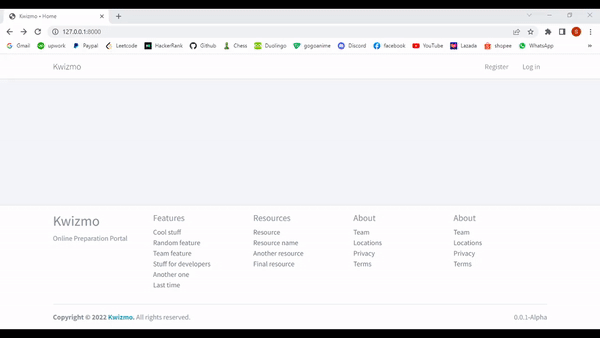 Kwizmo • Home
127.0.0.1:8000
Gmail upwork Paypal Leetcode HackerRank Github Chess Duolingo gogoanime Discord facebook YouTube Lazada shopee WhatsApp »
Kwizmo Register Log in
Kwizmo Features Resources About About
Online Preparation Portal
Cool stuff Resource Team Team
Random feature Resource name Locations Locations
Team feature Another resource Privacy Privacy
Stuff for developers Final resource Terms Terms
Another one
Last time
Copyright © 2022 Kwizmo. All rights reserved. 0.0.1-Alpha